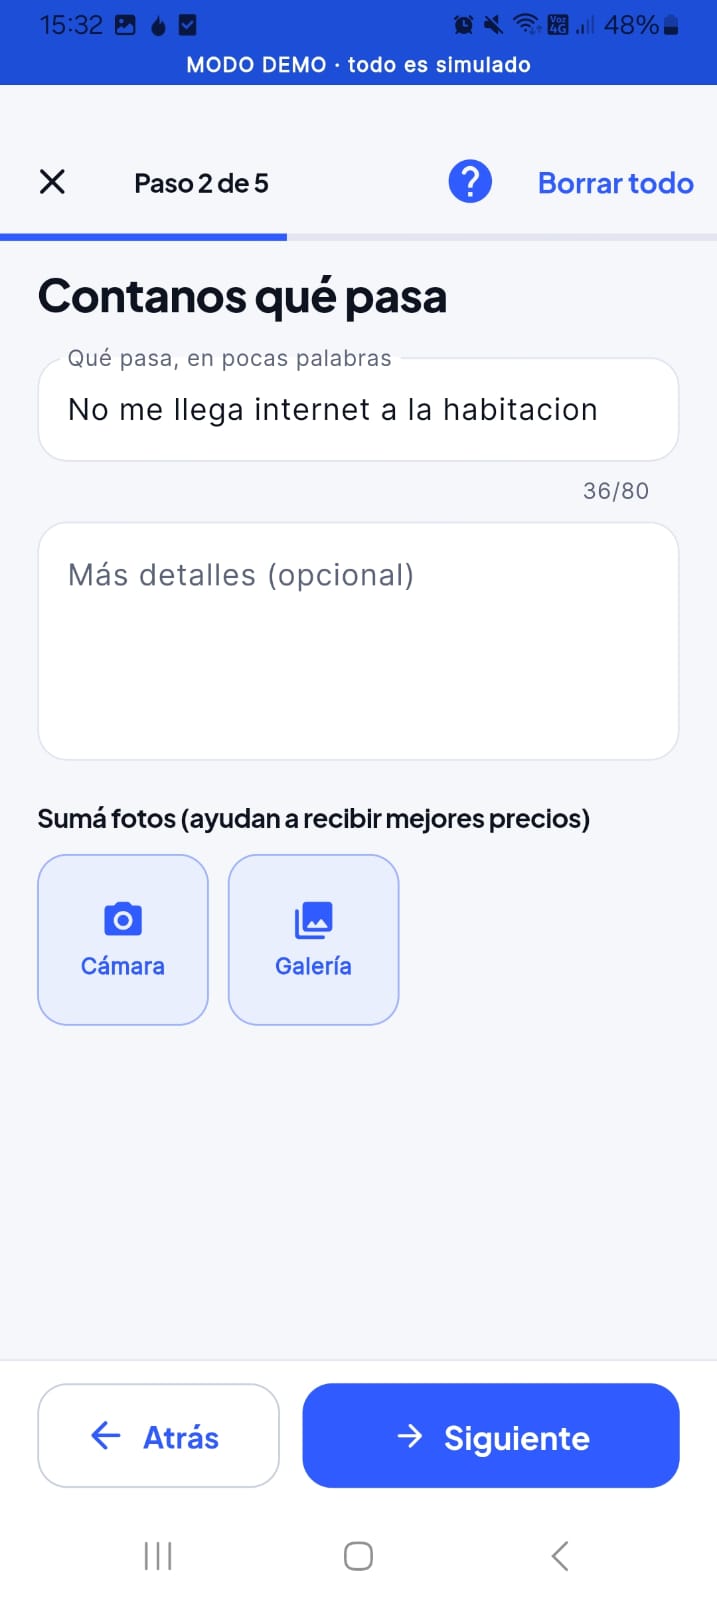 15:32
Voz 4G
48%
MODO DEMO · todo es simulado
Paso 2 de 5
?
Borrar todo
Contanos qué pasa
Qué pasa, en pocas palabras
No me llega internet a la habitacion
36/80
Más detalles (opcional)
Sumá fotos (ayudan a recibir mejores precios)
Cámara
Galería
Atrás
Siguiente